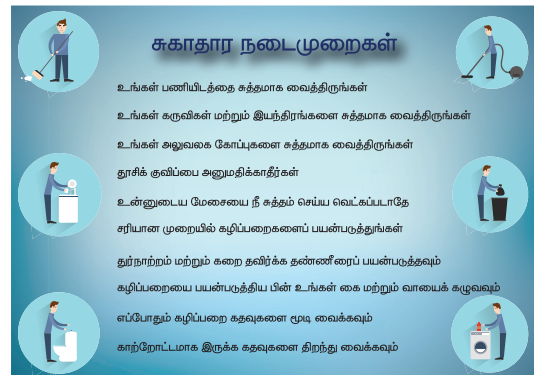 சுகாதார நடைமுறைகள்
உங்கள் பணியிடத்தை சுத்தமாக வைத்திருங்கள்
உங்கள் கருவிகள் மற்றும் இயந்திரங்களை சுத்தமாக வைத்திருங்கள்
உங்கள் அலுவலக கோப்புகளை சுத்தமாக வைத்திருங்கள்
தூசிக் குவிப்பை அனுமதிக்காதீர்கள்
உன்னுடைய மேசையை நீ சுத்தம் செய்ய வெட்கப்படாதே
சரியான முறையில் கழிப்பறைகளைப் பயன்படுத்துங்கள்
துர்நாற்றம் மற்றும் கறை தவிர்க்க தண்ணீரைப் பயன்படுத்தவும்
கழிப்பறையை பயன்படுத்திய பின் உங்கள் கை மற்றும் வாயைக் கழுவவும்
எப்போதும் கழிப்பறை கதவுகளை மூடி வைக்கவும்
காற்றோட்டமாக இருக்க கதவுகளை திறந்து வைக்கவும்